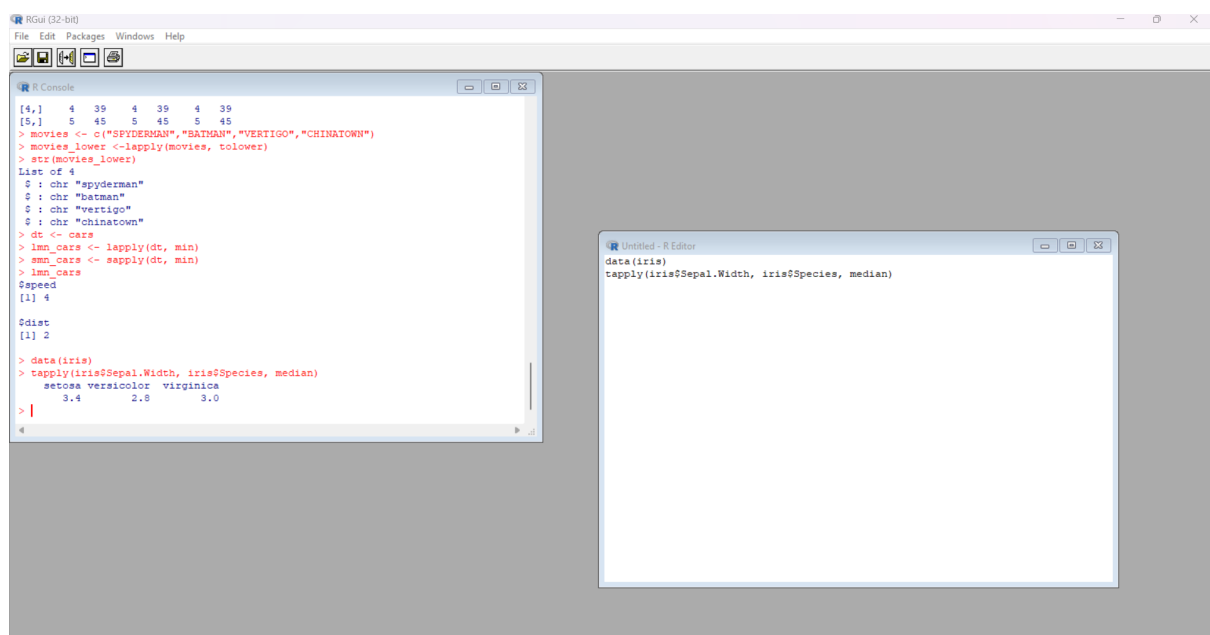 RGui (32-bit)
File Edit Packages Windows Help
R Console
[4,] 4 39 4 39 4 39
[5,] 5 45 5 45 5 45
> movies <- c("SPYDERMAN","BATMAN","VERTIGO","CHINATOWN")
> movies_lower <-lapply(movies, tolower)
> str(movies_lower)
List of 4
$ : chr "spyderman"
$ : chr "batman"
$ : chr "vertigo"
$ : chr "chinatown"
> dt <- cars
> lmn_cars <- lapply(dt, min)
> smn_cars <- sapply(dt, min)
> lmn_cars
$speed
[1] 4
$dist
[1] 2
> data(iris)
> tapply(iris$Sepal.Width, iris$Species, median)
setosa versicolor virginica
3.4 2.8 3.0
>
Untitled - R Editor
data(iris)
tapply(iris$Sepal.Width, iris$Species, median)